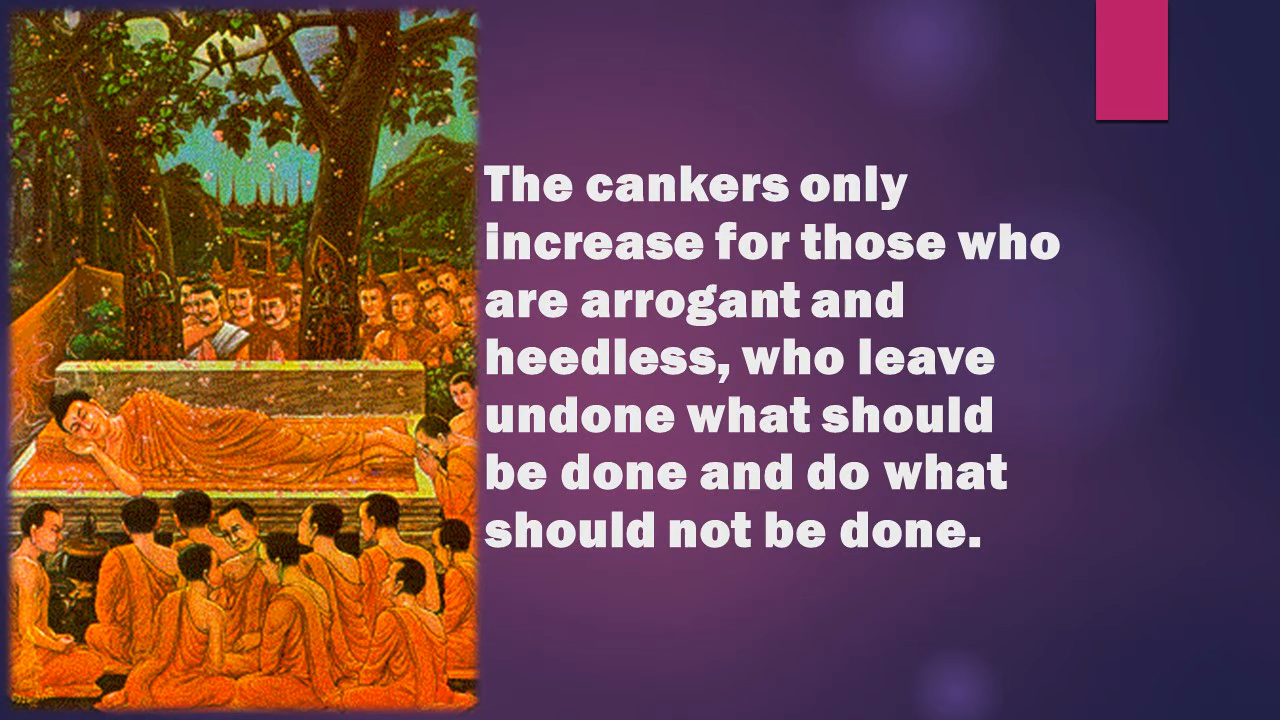 The cankers only
increase for those who
are arrogant and
heedless, who leave
undone what should
be done and do what
should not be done.